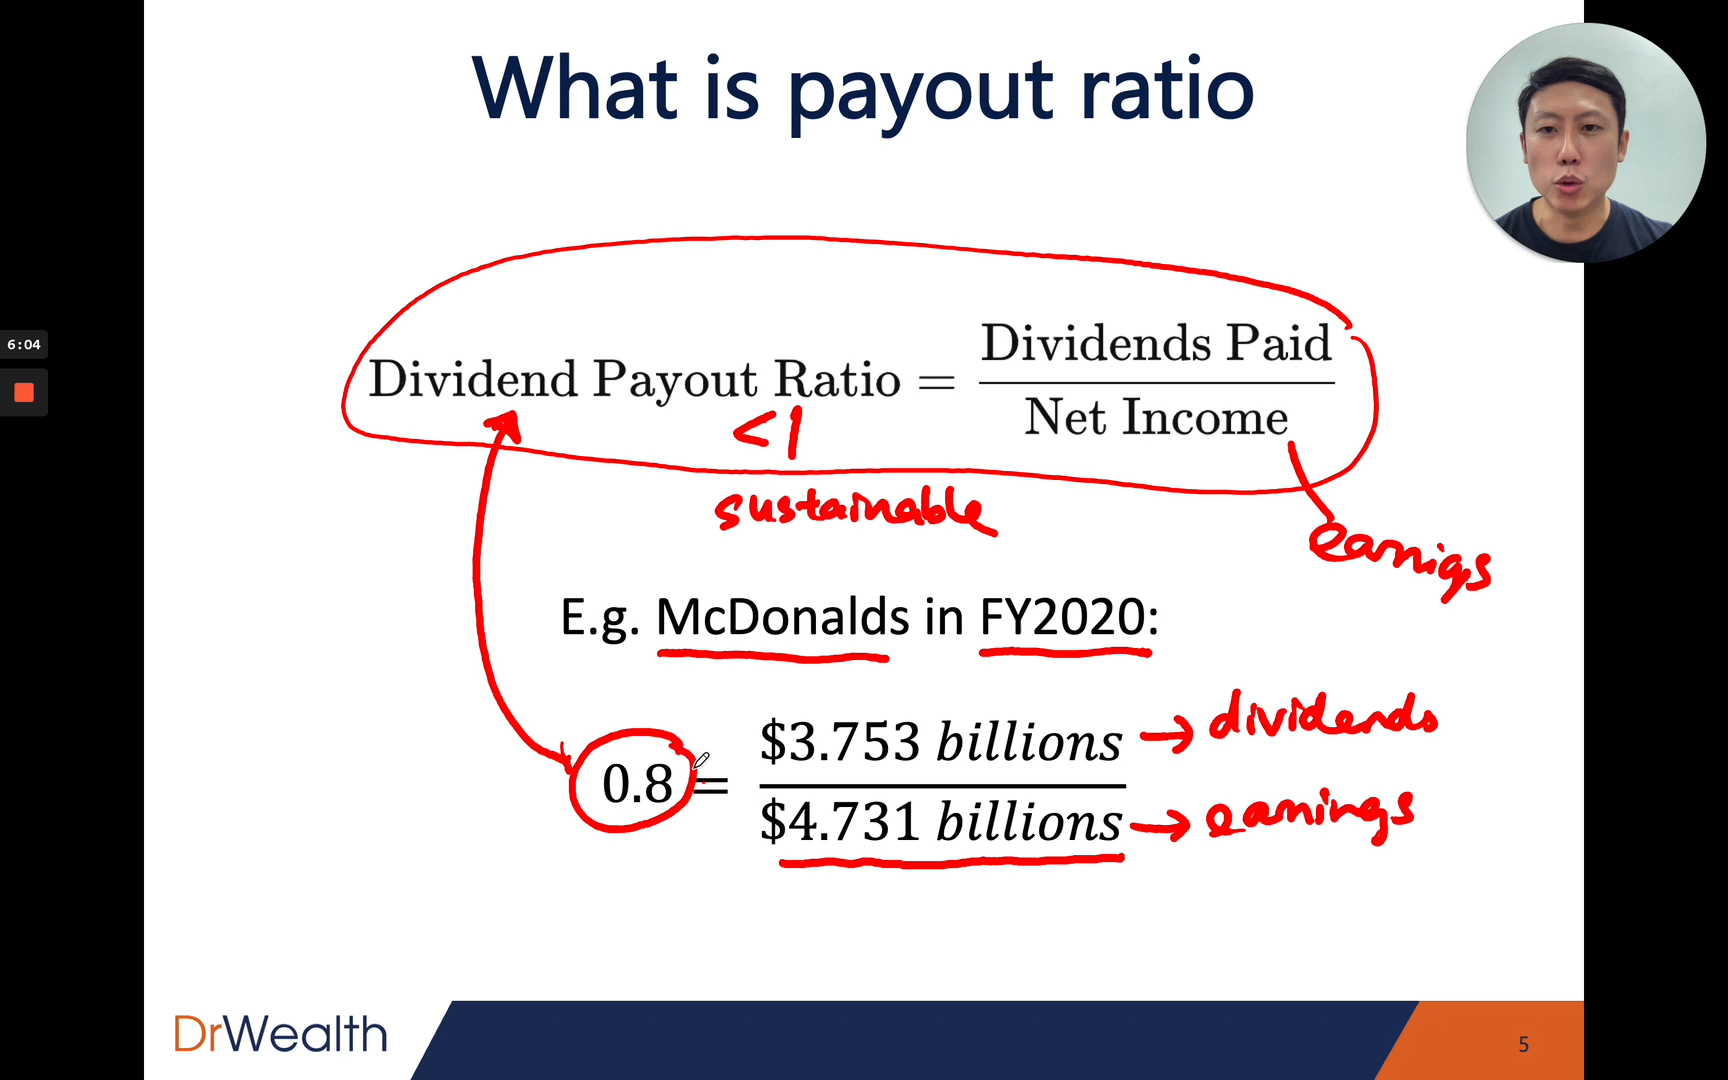 What is payout ratio
Dividend Payout Ratio = Dividends Paid
Net Income
<1
sustainable
earnigs
6:04
E.g. McDonalds in FY2020:
0.8 = $3.753 billions → dividends
$4.731 billions → earnings
DrWealth
5